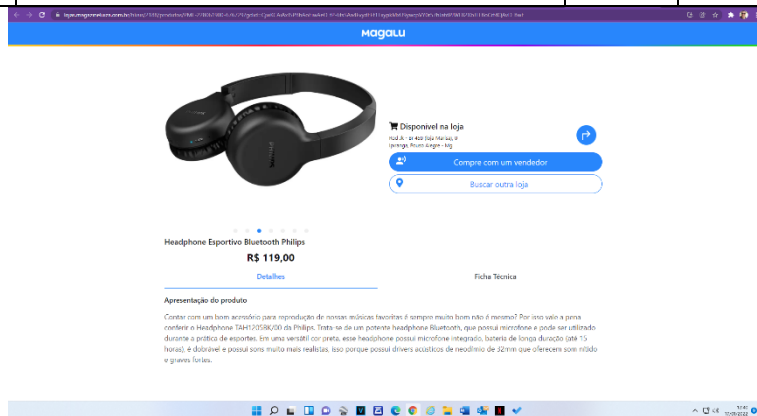 Magalu
Disponível na loja
Ipiranga, Pouso Alegre - Mg
Compre com um vendedor
Buscar outra loja
PHILIPS
Headphone Esportivo Bluetooth Philips
R$ 119,00
Detalhes
Ficha Técnica
Apresentação do produto
Contar com um bom acessório para reprodução de nossas músicas favoritas é sempre muito bom não é mesmo? Por isso vale a pena
conferir o Headphone TAH1205BK/00 da Philips. Trata-se de um potente headphone Bluetooth, que possui microfone e pode ser utilizado
durante a prática de esportes. Em uma versátil cor preta, esse headphone possui microfone integrado, bateria de longa duração (até 15
horas), é dobrável e possui sons muito mais realistas, isso porque possui drivers acústicos de neodímio de 32mm que oferecem som nítido
e graves fortes.